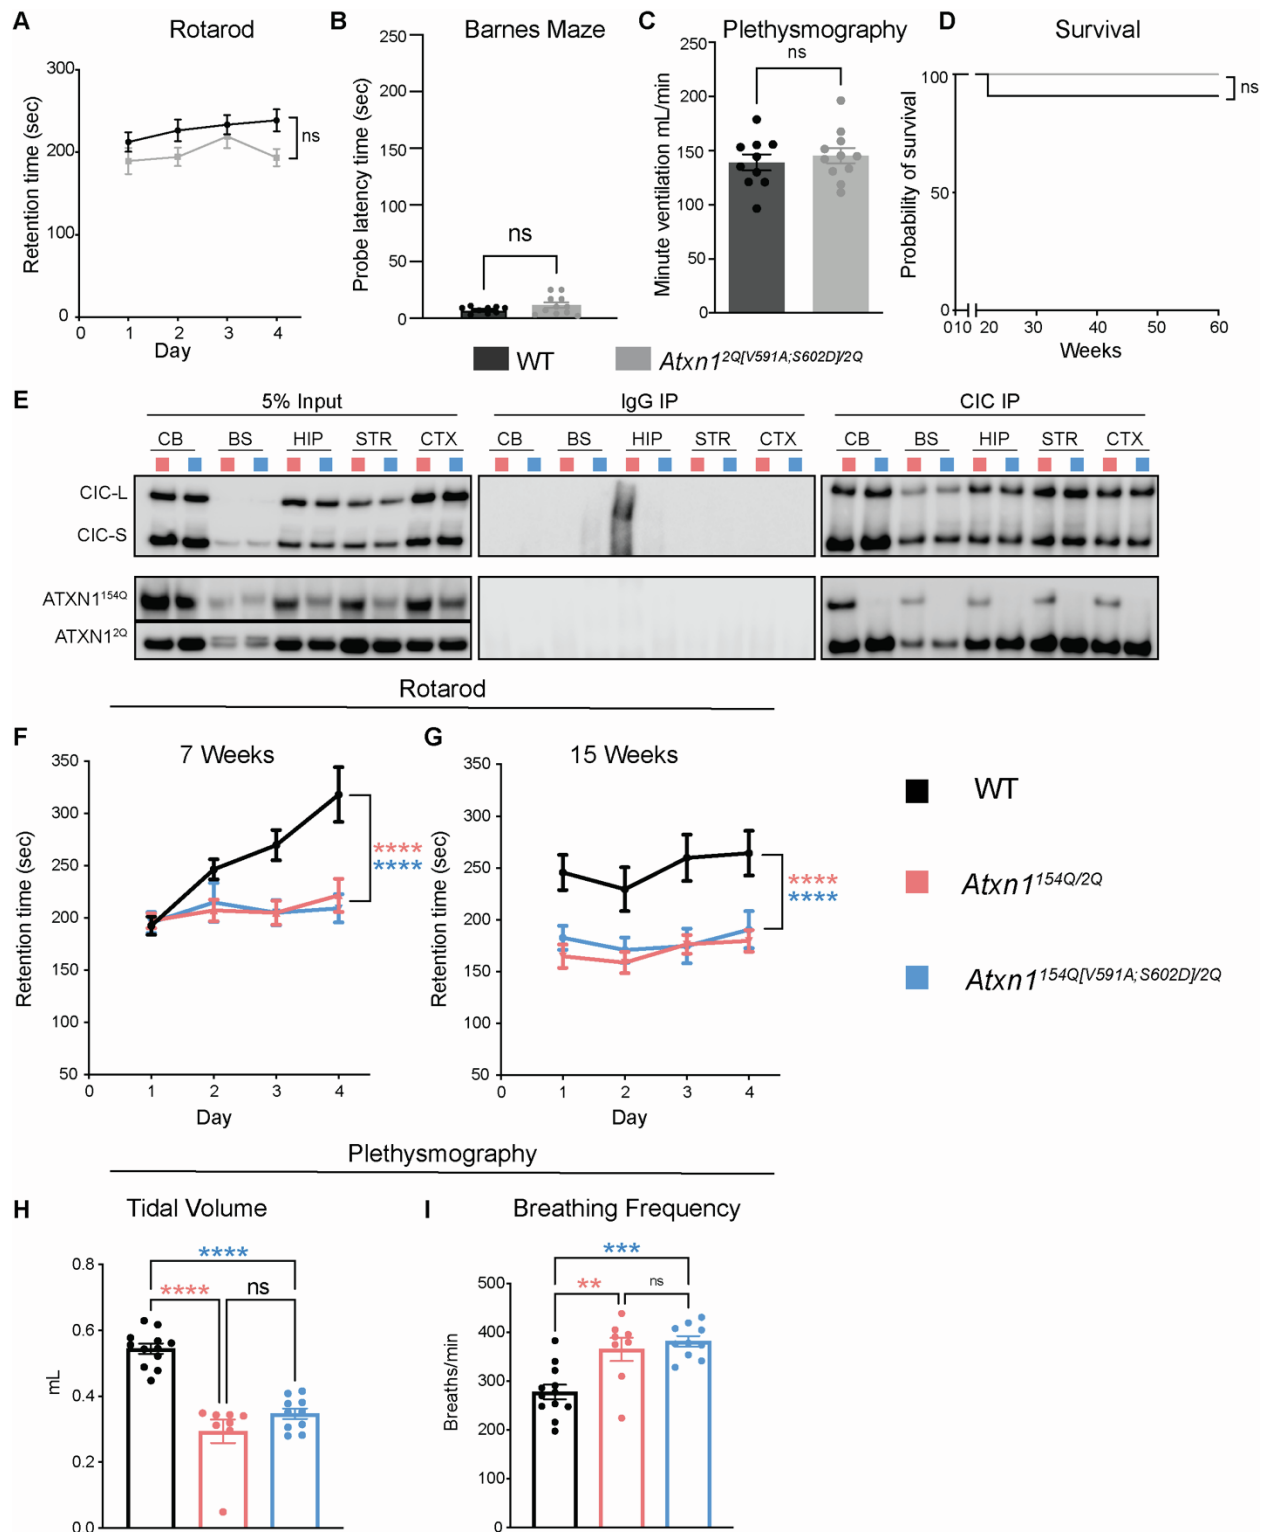 A Rotarod
Retention time (sec)
300
200
100
0
0 1 2 3 4
Day
ns
B Barnes Maze
Probe latency time (sec)
250
200
150
100
50
0
ns
C Plethysmography
Minute ventilation mL/min
250
200
150
100
50
0
ns
D Survival
Probability of survival
100
50
0
010 20 30 40 50 60
Weeks
ns
WT Atxn1^2Q[V591A;S602D]/2Q
E 5% Input IgG IP CIC IP
CB BS HIP STR CTX CB BS HIP STR CTX CB BS HIP STR CTX
CIC-L
CIC-S
ATXN1^154Q
ATXN1^2Q
Rotarod
F 7 Weeks
Retention time (sec)
350
300
250
200
150
100
50
0 1 2 3 4
Day
****
****
G 15 Weeks
Retention time (sec)
350
300
250
200
150
100
50
0 1 2 3 4
Day
****
****
WT
Atxn1^154Q/2Q
Atxn1^154Q[V591A;S602D]/2Q
Plethysmography
H Tidal Volume
mL
0.8
0.6
0.4
0.2
0.0
****
**** ns
I Breathing Frequency
Breaths/min
500
400
300
200
100
0
***
** ns